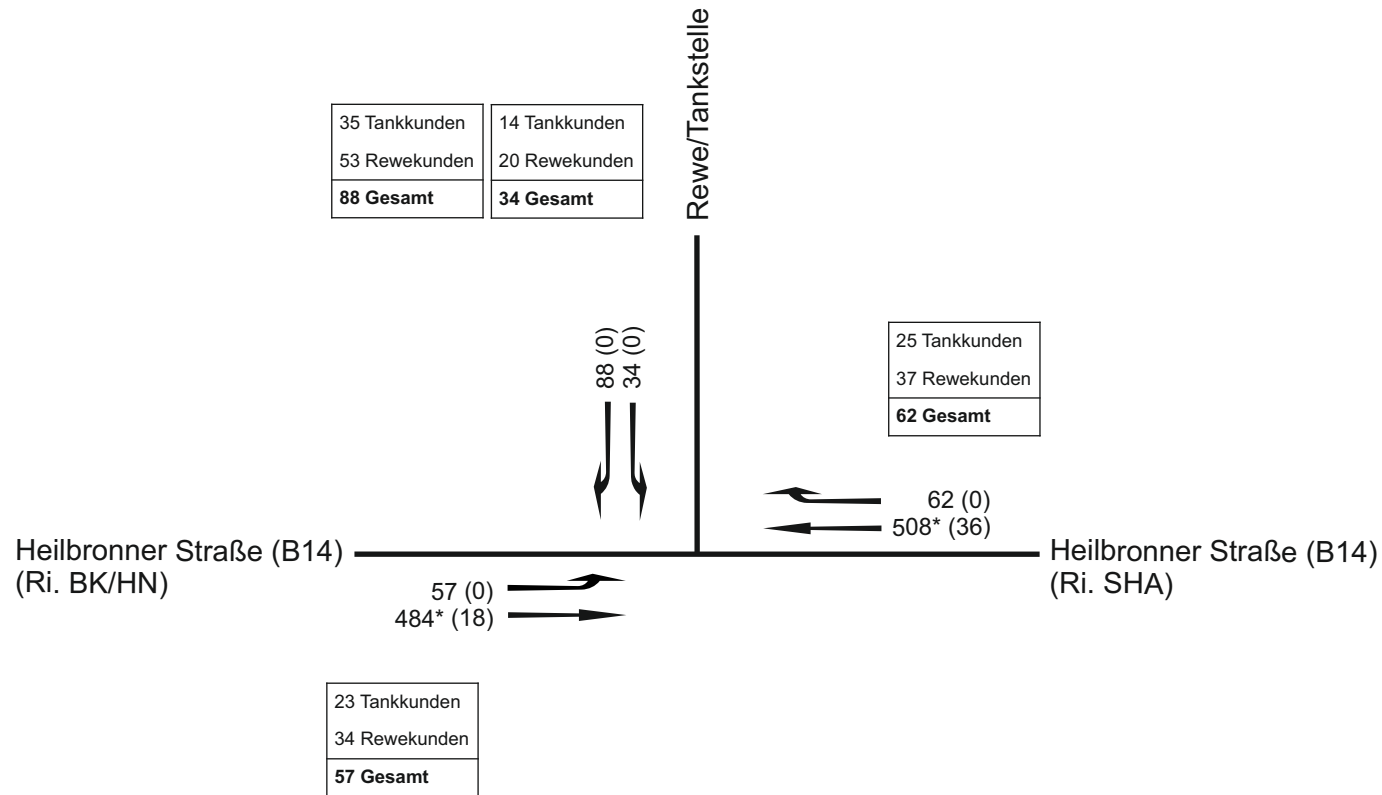 Rewe/Tankstelle
35 Tankkunden
53 Rewekunden
88 Gesamt
14 Tankkunden
20 Rewekunden
34 Gesamt
88 (0)
34 (0)
25 Tankkunden
37 Rewekunden
62 Gesamt
62 (0)
508* (36)
Heilbronner Straße (B14)
(Ri. BK/HN)
Heilbronner Straße (B14)
(Ri. SHA)
57 (0)
484* (18)
23 Tankkunden
34 Rewekunden
57 Gesamt